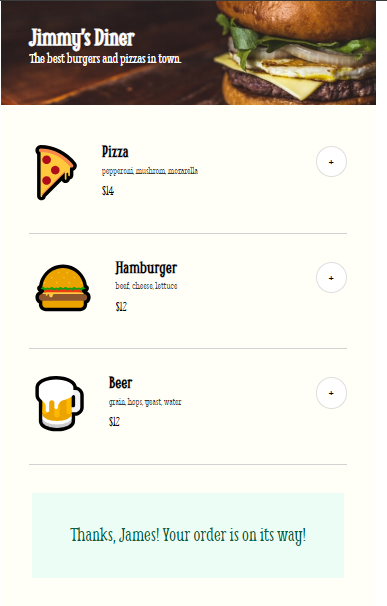 Jimmy's Diner
The best burgers and pizzas in town.
Pizza
pepperoni, mushrom, mozarella
$14
+
Hamburger
beef, cheese, lettuce
$12
+
Beer
grain, hops, yeast, water
$12
+
Thanks, James! Your order is on its way!